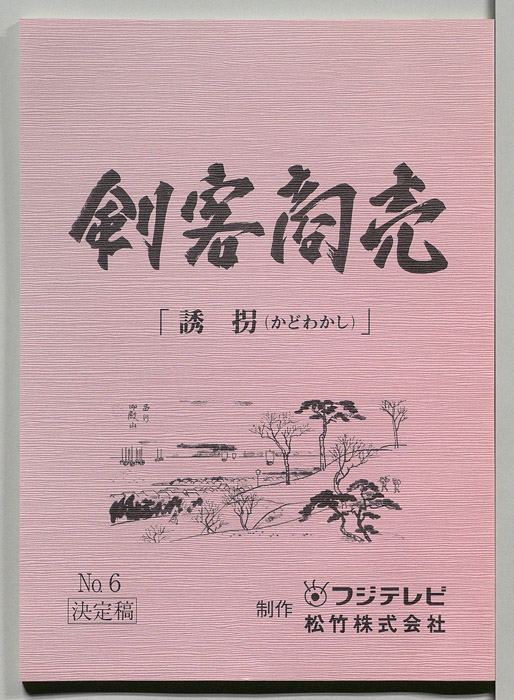 剣客商売
「誘 拐(かどわかし)」
品川
御殿山
No.6
決定稿
制作
フジテレビ
松竹株式会社